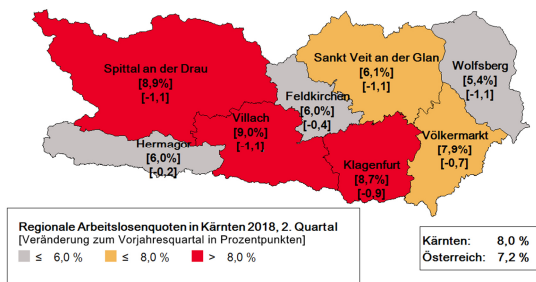 Spittal an der Drau
[8,9%]
[-1,1]
Sankt Veit an der Glan
[6,1%]
[-1,1]
Wolfsberg
[5,4%]
[-1,1]
Feldkirchen
[6,0%]
[-0,4]
Villach
[9,0%]
[-1,1]
Hermagor
[6,0%]
[-0,2]
Klagenfurt
[8,7%]
[-0,9]
Völkermarkt
[7,9%]
[-0,7]
Regionale Arbeitslosenquoten in Kärnten 2018, 2. Quartal
[Veränderung zum Vorjahresquartal in Prozentpunkten]
≤ 6,0 % ≤ 8,0 % > 8,0 %
Kärnten: 8,0 %
Österreich: 7,2 %